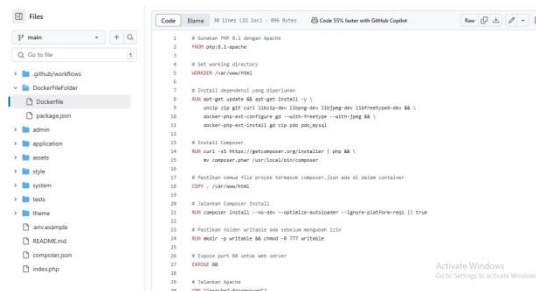 Files
main
Go to file
t
.github/workflows
DockerFileFolder
Dockerfile
package.json
admin
application
assets
style
system
tests
theme
.env.example
README.md
composer.json
index.php
Code Blame 30 lines (21 loc) · 896 Bytes Code 55% faster with GitHub Copilot Raw
1 # Gunakan PHP 8.1 dengan Apache
2 FROM php:8.1-apache
3
4 # Set working directory
5 WORKDIR /var/www/html
6
7 # Install dependensi yang diperlukan
8 RUN apt-get update && apt-get install -y \
9 unzip zip git curl libzip-dev libpng-dev libjpeg-dev libfreetype6-dev && \
10 docker-php-ext-configure gd --with-freetype --with-jpeg && \
11 docker-php-ext-install gd zip pdo pdo_mysql
12
13 # Install Composer
14 RUN curl -sS https://getcomposer.org/installer | php && \
15 mv composer.phar /usr/local/bin/composer
16
17 # Pastikan semua file proyek termasuk composer.json ada di dalam container
18 COPY . /var/www/html
19
20 # Jalankan Composer Install
21 RUN composer install --no-dev --optimize-autoloader --ignore-platform-reqs || true
22
23 # Pastikan folder writable ada sebelum mengubah izin
24 RUN mkdir -p writable && chmod -R 777 writable
25
26 # Expose port 80 untuk web server
27 EXPOSE 80
28
29 # Jalankan Apache
30 CMD ["apache2-foreground"]
Activate Windows
Go to Settings to activate Windows